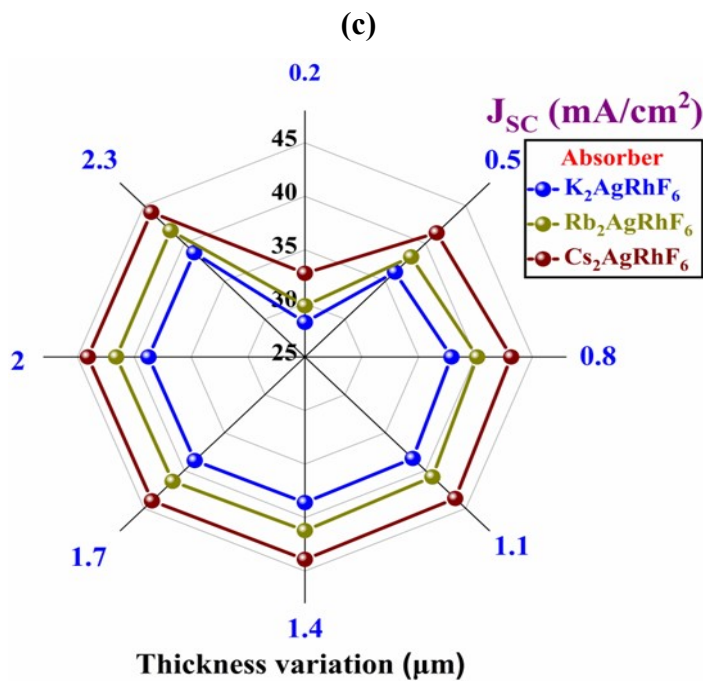 (c)
0.2
J_SC (mA/cm²)
45
2.3
0.5
Absorber
40
K₂AgRhF₆
35
Rb₂AgRhF₆
30
Cs₂AgRhF₆
25
2
0.8
1.7
1.1
1.4
Thickness variation (μm)